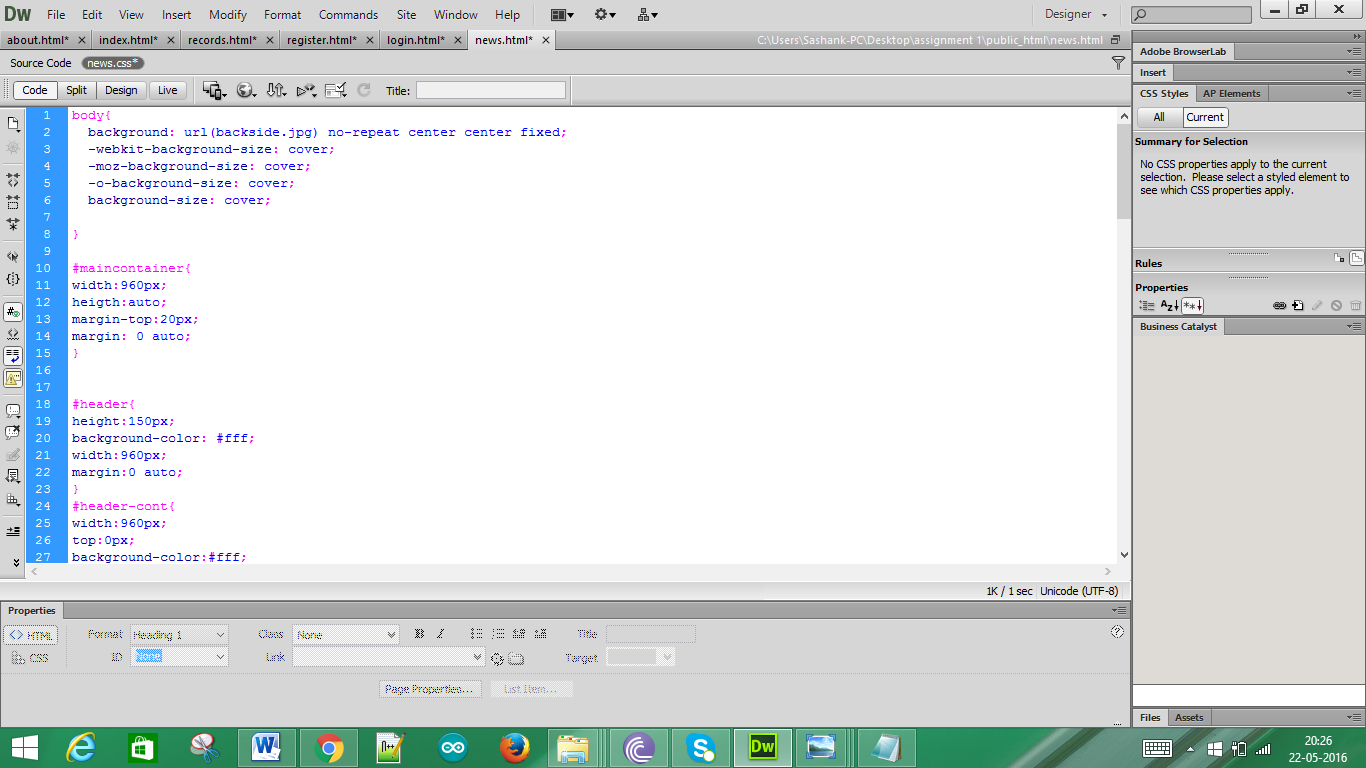 Dw File Edit View Insert Modify Format Commands Site Window Help Designer
about.html* index.html* records.html* register.html* login.html* news.html* C:\Users\Sashank-PC\Desktop\assignment 1\public_html\news.html
Source Code news.css*
Code Split Design Live Title:
1 body{
2 background: url(backside.jpg) no-repeat center center fixed;
3 -webkit-background-size: cover;
4 -moz-background-size: cover;
5 -o-background-size: cover;
6 background-size: cover;
7
8 }
9
10 #maincontainer{
11 width:960px;
12 heigth:auto;
13 margin-top:20px;
14 margin: 0 auto;
15 }
16
17
18 #header{
19 height:150px;
20 background-color: #fff;
21 width:960px;
22 margin:0 auto;
23 }
24 #header-cont{
25 width:960px;
26 top:0px;
27 background-color:#fff;
1K / 1 sec Unicode (UTF-8)
Adobe BrowserLab
Insert
CSS Styles AP Elements
All Current
Summary for Selection
No CSS properties apply to the current
selection. Please select a styled element to
see which CSS properties apply.
Rules
Properties
Business Catalyst
Files Assets
Properties
<> HTML Format Heading 1 Class None B I Title
CSS ID None Link Target
Page Properties... List Item...
20:26
22-05-2016